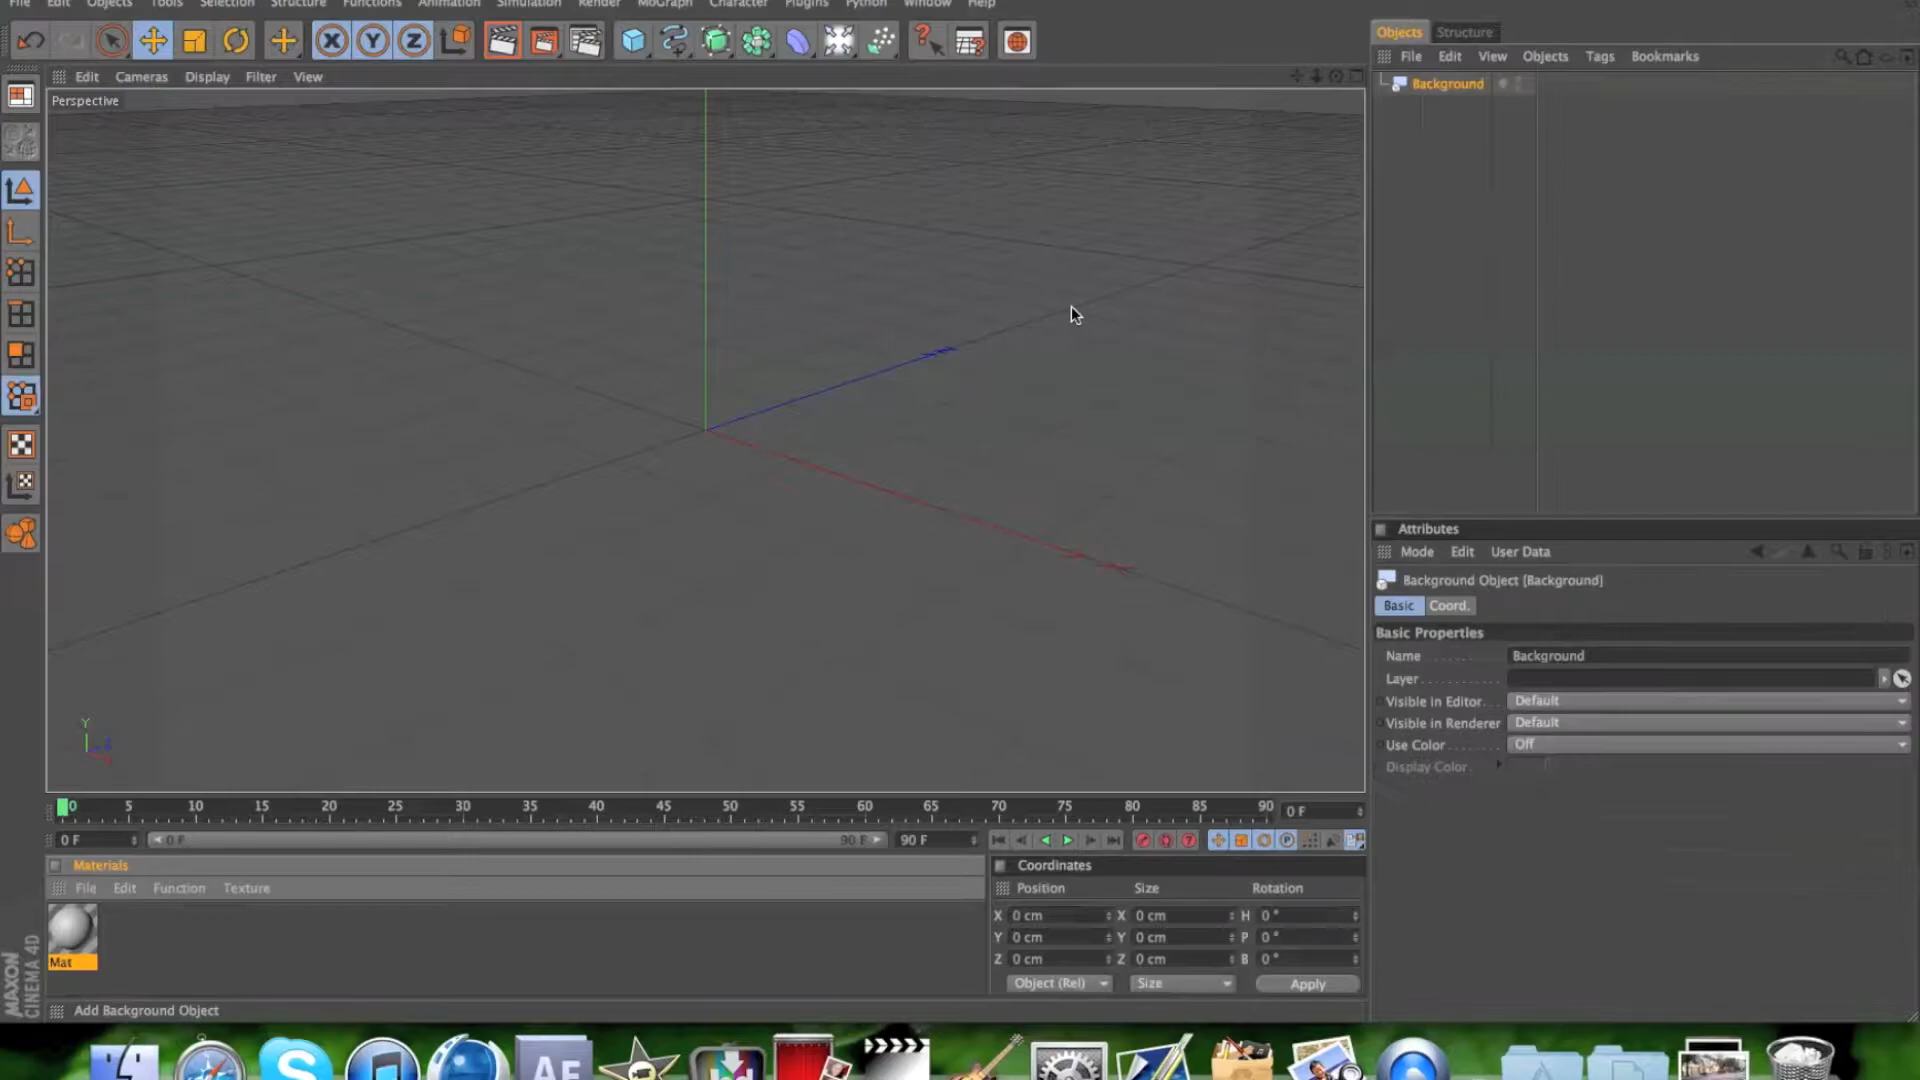 File Edit Objects Tools Selection Structure Functions Animation Simulation Render MoGraph Character Plugins Python Window Help
X Y Z
Objects Structure
File Edit View Objects Tags Bookmarks
Background
Edit Cameras Display Filter View
Perspective
Y
Attributes
Mode Edit User Data
Background Object [Background]
Basic Coord.
Basic Properties
Name Background
Layer
Visible in Editor Default
Visible in Renderer Default
Use Color Off
Display Color
0 5 10 15 20 25 30 35 40 45 50 55 60 65 70 75 80 85 90 0 F
0 F 0 F 90 F 90 F
Materials
File Edit Function Texture
Mat
Coordinates
Position Size Rotation
X 0 cm X 0 cm H 0 °
Y 0 cm Y 0 cm P 0 °
Z 0 cm Z 0 cm B 0 °
Object (Rel) Size Apply
MAXON
CINEMA 4D
Add Background Object
AE